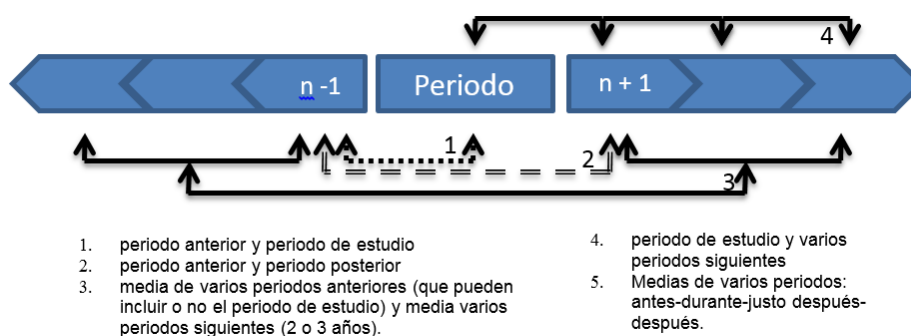 4
n -1
Periodo
n + 1
1
2
3
1. periodo anterior y periodo de estudio
2. periodo anterior y periodo posterior
3. media de varios periodos anteriores (que pueden
incluir o no el periodo de estudio) y media varios
periodos siguientes (2 o 3 años).
4. periodo de estudio y varios
periodos siguientes
5. Medias de varios periodos:
antes-durante-justo después-
después.